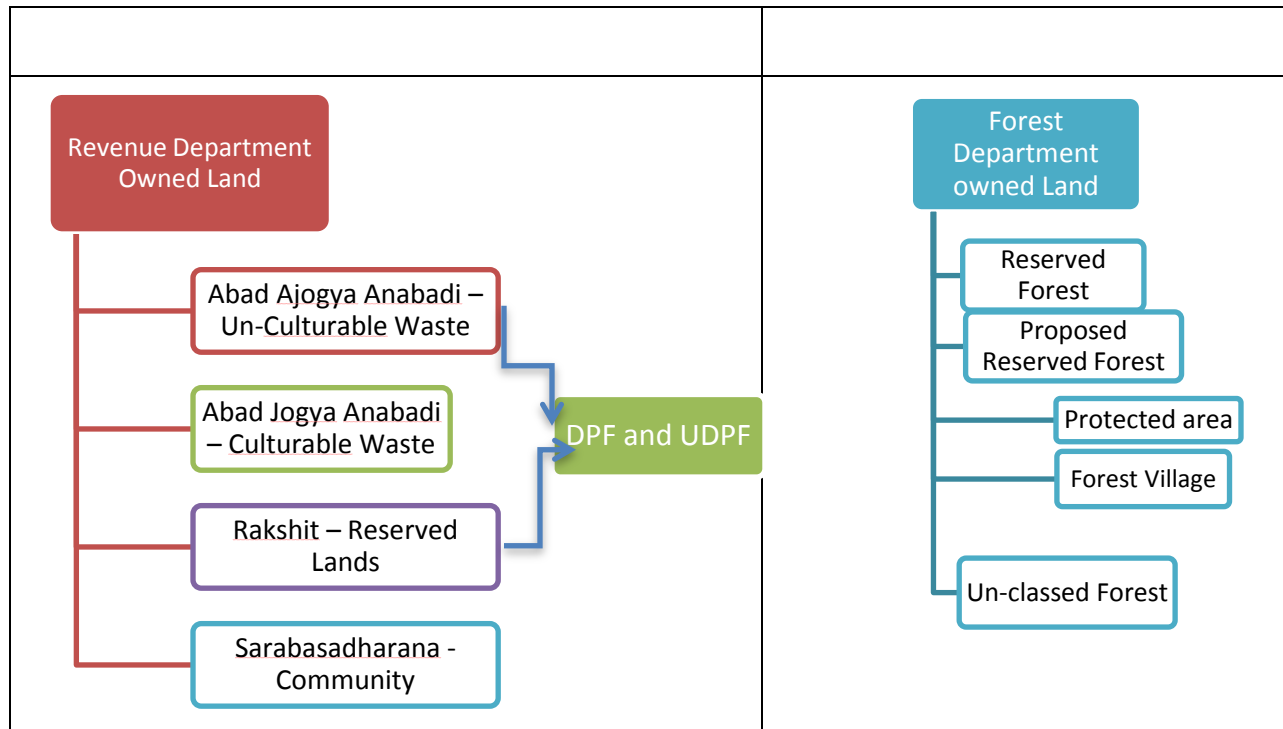 Revenue Department
Owned Land
Abad Ajogya Anabadi –
Un-Culturable Waste
Abad Jogya Anabadi
– Culturable Waste
DPF and UDPF
Rakshit – Reserved
Lands
Sarabasadharana -
Community
Forest
Department
owned Land
Reserved
Forest
Proposed
Reserved Forest
Protected area
Forest Village
Un-classed Forest